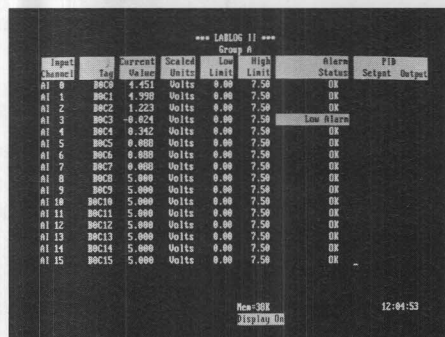 *** LABLOG II ***
Group A
Input Current Scaled Low High Alarm PID
Channel Tag Value Units Limit Limit Status Setpnt Output
AI 0 B0C0 4.451 Volts 0.00 7.50 OK
AI 1 B0C1 4.998 Volts 0.00 7.50 OK
AI 2 B0C2 1.223 Volts 0.00 7.50 OK
AI 3 B0C3 -0.024 Volts 0.00 7.50 Low Alarm
AI 4 B0C4 0.342 Volts 0.00 7.50 OK
AI 5 B0C5 0.088 Volts 0.00 7.50 OK
AI 6 B0C6 0.088 Volts 0.00 7.50 OK
AI 7 B0C7 0.088 Volts 0.00 7.50 OK
AI 8 B0C8 5.000 Volts 0.00 7.50 OK
AI 9 B0C9 5.000 Volts 0.00 7.50 OK
AI 10 B0C10 5.000 Volts 0.00 7.50 OK
AI 11 B0C11 5.000 Volts 0.00 7.50 OK
AI 12 B0C12 5.000 Volts 0.00 7.50 OK
AI 13 B0C13 5.000 Volts 0.00 7.50 OK
AI 14 B0C14 5.000 Volts 0.00 7.50 OK
AI 15 B0C15 5.000 Volts 0.00 7.50 OK
Mem=38K 12:04:53
Display On